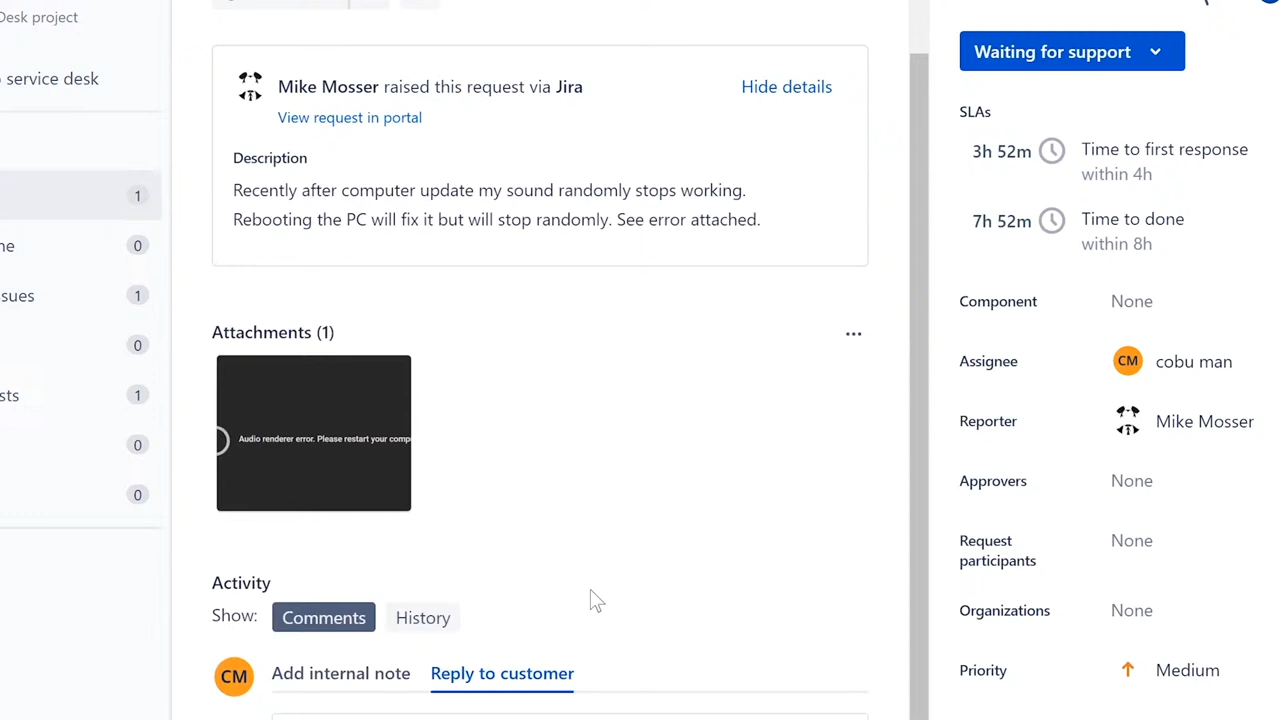 Desk project
service desk
1
0
1
0
sts
1
0
0
Mike Mosser raised this request via Jira
Hide details
View request in portal
Description
Recently after computer update my sound randomly stops working.
Rebooting the PC will fix it but will stop randomly. See error attached.
Attachments (1)
Audio renderer error. Please restart your comp
Activity
Show: Comments History
CM Add internal note Reply to customer
Waiting for support
SLAs
3h 52m Time to first response
within 4h
7h 52m Time to done
within 8h
Component None
Assignee CM cobu man
Reporter Mike Mosser
Approvers None
Request
participants
None
Organizations None
Priority Medium